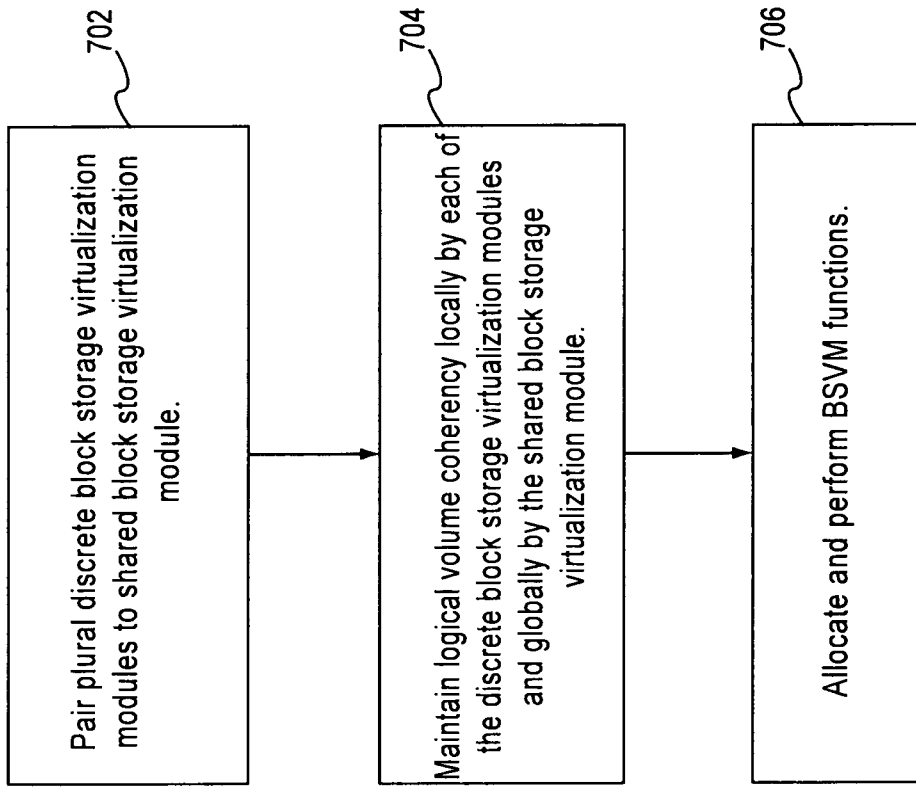 702
Pair plural discrete block storage virtualization
modules to shared block storage virtualization
module.
704
Maintain logical volume coherency locally by each of
the discrete block storage virtualization modules
and globally by the shared block storage
virtualization module.
706
Allocate and perform BSVM functions.